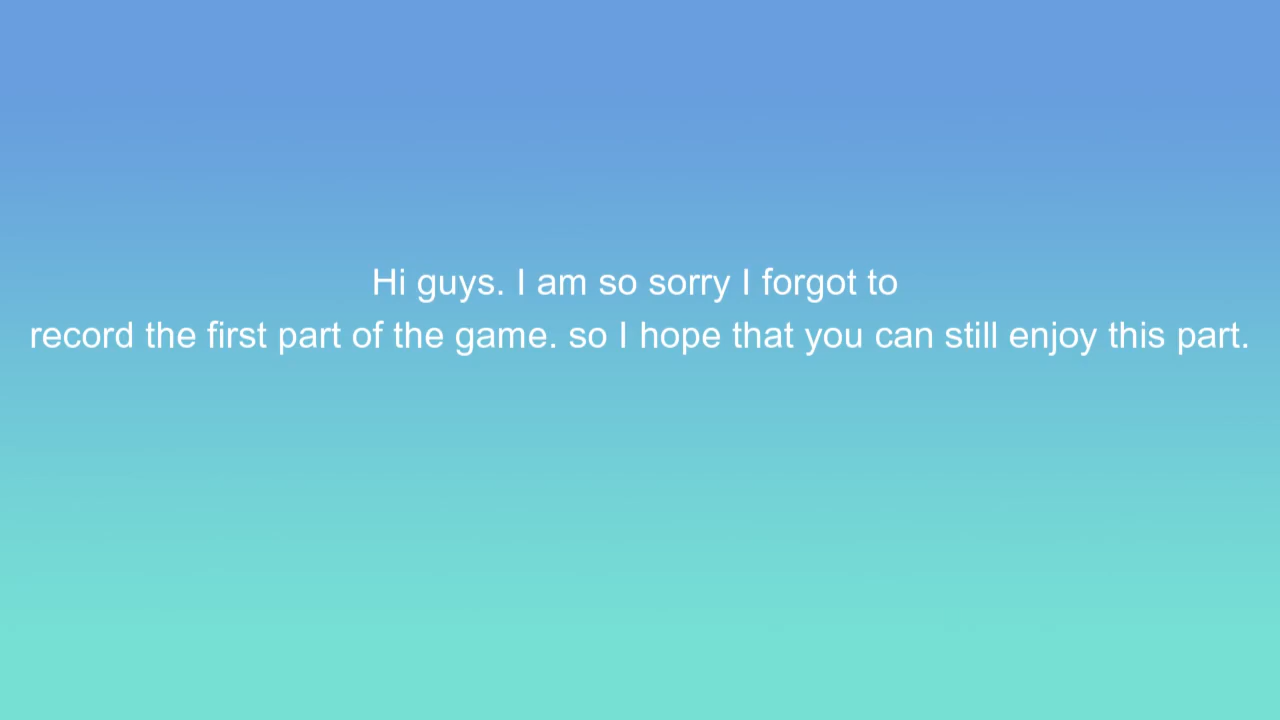 Hi guys. I am so sorry I forgot to
record the first part of the game. so I hope that you can still enjoy this part.